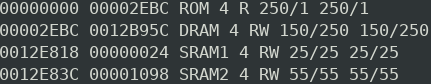 00000000 00002EBC ROM 4 R 250/1 250/1
00002EBC 0012B95C DRAM 4 RW 150/250 150/250
0012E818 00000024 SRAM1 4 RW 25/25 25/25
0012E83C 00001098 SRAM2 4 RW 55/55 55/55